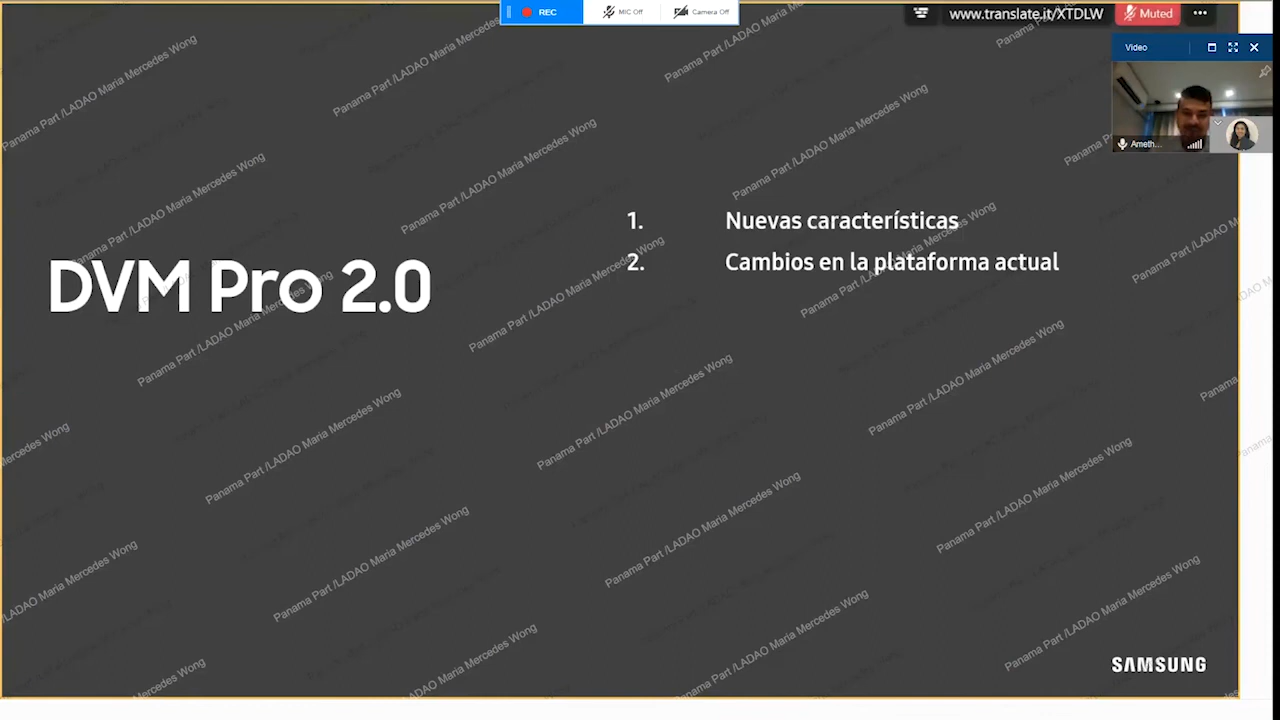 REC
MIC Off
Camera Off
www.translate.it/XTDLW
Muted
Video
Ameth...
DVM Pro 2.0
1. Nuevas características
2. Cambios en la plataforma actual
SAMSUNG
Panama Part /LADAO Maria Mercedes Wong